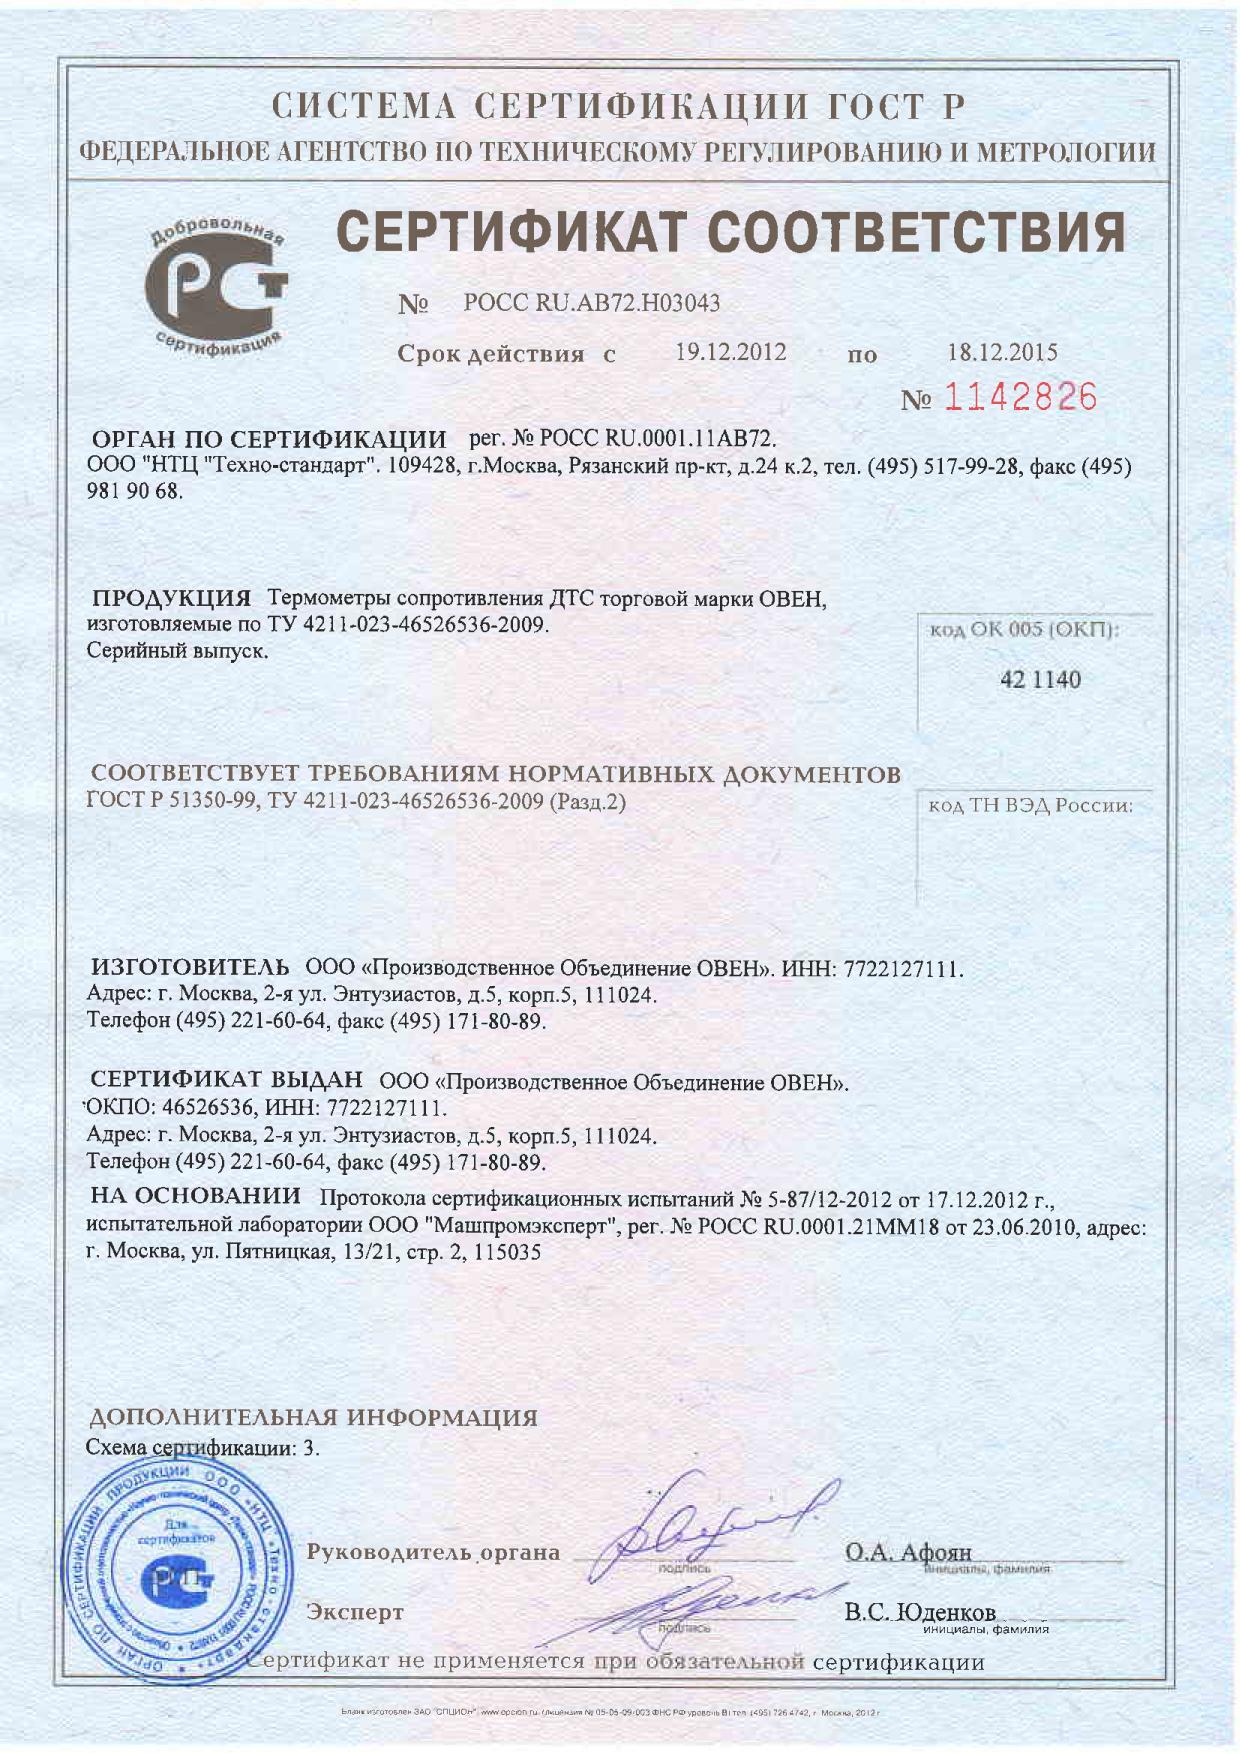 СИСТЕМА СЕРТИФИКАЦИИ ГОСТ Р
ФЕДЕРАЛЬНОЕ АГЕНТСТВО ПО ТЕХНИЧЕСКОМУ РЕГУЛИРОВАНИЮ И МЕТРОЛОГИИ
Добровольная
РСТ
сертификация
СЕРТИФИКАТ СООТВЕТСТВИЯ
№ РОСС RU.АВ72.Н03043
Срок действия с 19.12.2012 по 18.12.2015
№ 1142826
ОРГАН ПО СЕРТИФИКАЦИИ рег. № РОСС RU.0001.11АВ72.
ООО "НТЦ "Техно-стандарт". 109428, г.Москва, Рязанский пр-кт, д.24 к.2, тел. (495) 517-99-28, факс (495)
981 90 68.
ПРОДУКЦИЯ Термометры сопротивления ДТС торговой марки ОВЕН,
изготовляемые по ТУ 4211-023-46526536-2009.
Серийный выпуск.
код ОК 005 (ОКП):
42 1140
СООТВЕТСТВУЕТ ТРЕБОВАНИЯМ НОРМАТИВНЫХ ДОКУМЕНТОВ
ГОСТ Р 51350-99, ТУ 4211-023-46526536-2009 (Разд.2)
код ТН ВЭД России:
ИЗГОТОВИТЕЛЬ ООО «Производственное Объединение ОВЕН». ИНН: 7722127111.
Адрес: г. Москва, 2-я ул. Энтузиастов, д.5, корп.5, 111024.
Телефон (495) 221-60-64, факс (495) 171-80-89.
СЕРТИФИКАТ ВЫДАН ООО «Производственное Объединение ОВЕН».
ОКПО: 46526536, ИНН: 7722127111.
Адрес: г. Москва, 2-я ул. Энтузиастов, д.5, корп.5, 111024.
Телефон (495) 221-60-64, факс (495) 171-80-89.
НА ОСНОВАНИИ Протокола сертификационных испытаний № 5-87/12-2012 от 17.12.2012 г.,
испытательной лаборатории ООО "Машпромэксперт", рег. № РОСС RU.0001.21ММ18 от 23.06.2010, адрес:
г. Москва, ул. Пятницкая, 13/21, стр. 2, 115035
ДОПОЛНИТЕЛЬНАЯ ИНФОРМАЦИЯ
Схема сертификации: 3.
ОРГАН ПО СЕРТИФИКАЦИИ ПРОДУКЦИИ ООО «НТЦ «Техно-стандарт»
Для
сертификатов
Руководитель органа
подпись
О.А. Афоян
инициалы, фамилия
Эксперт
подпись
В.С. Юденков
инициалы, фамилия
Сертификат не применяется при обязательной сертификации
Бланк изготовлен ЗАО "ОПЦИОН", www.opcion.ru, (лицензия № 05-05-09/003 ФНС РФ уровень В) тел. (495) 726 4742, г. Москва, 2012 г.